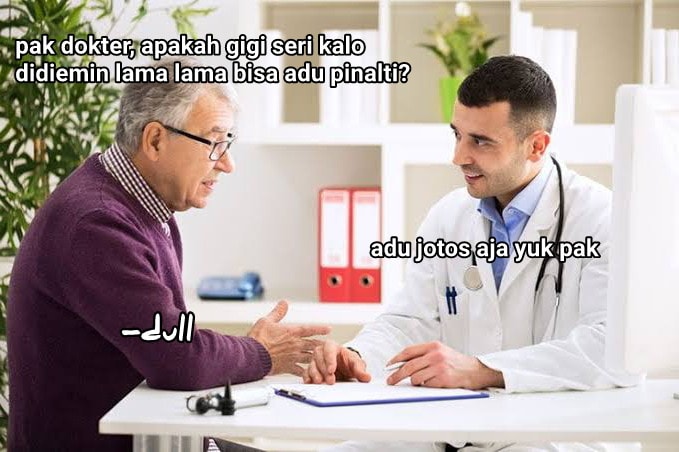 pak dokter, apakah gigi seri kalo
didiemin lama lama bisa adu pinalti?
adu jotos aja yuk pak
-dull